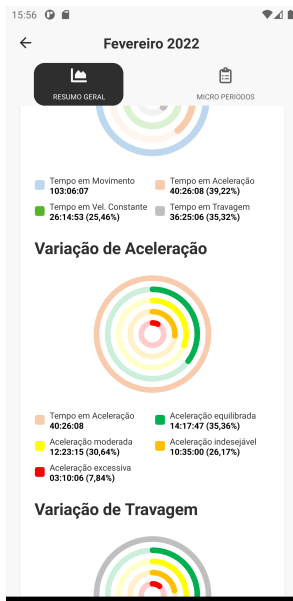 15:56
Fevereiro 2022
RESUMO GERAL
MICRO PERIODOS
Tempo em Movimento
103:06:07
Tempo em Aceleração
40:26:08 (39,22%)
Tempo em Vel. Constante
26:14:53 (25,46%)
Tempo em Travagem
36:25:06 (35,32%)
Variação de Aceleração
Tempo em Aceleração
40:26:08
Aceleração equilibrada
14:17:47 (35,36%)
Aceleração moderada
12:23:15 (30,64%)
Aceleração indesejável
10:35:00 (26,17%)
Aceleração excessiva
03:10:06 (7,84%)
Variação de Travagem